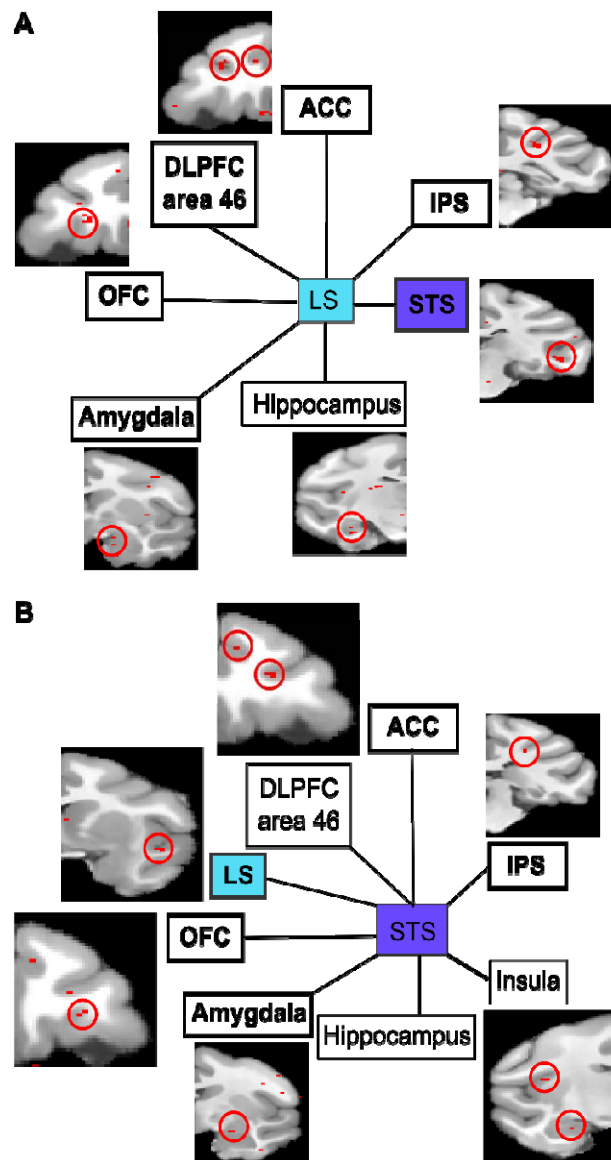 A
ACC
DLPFC
area 46
IPS
OFC
LS
STS
Amygdala
HIppocampus
B
ACC
DLPFC
area 46
LS
IPS
OFC
STS
Insula
Amygdala
Hippocampus